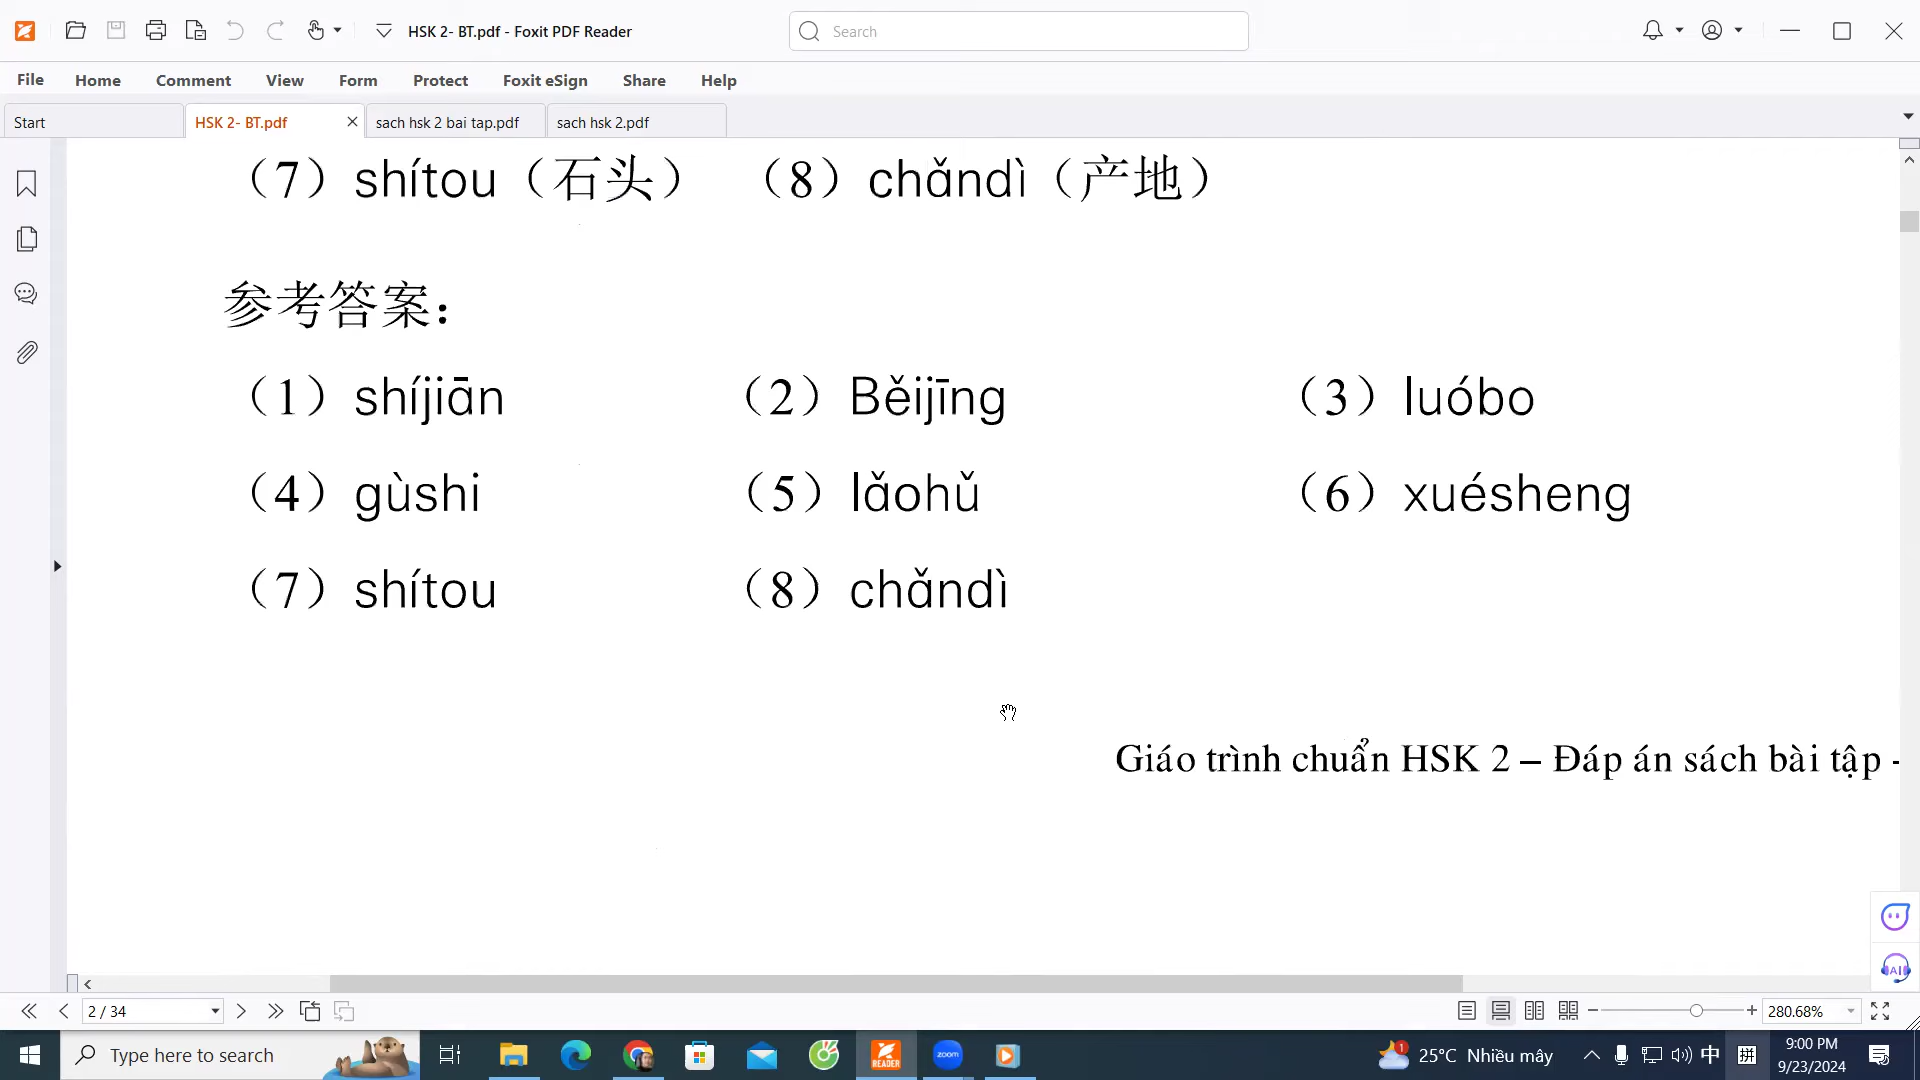 HSK 2- BT.pdf - Foxit PDF Reader
Search
File Home Comment View Form Protect Foxit eSign Share Help
Start HSK 2- BT.pdf sach hsk 2 bai tap.pdf sach hsk 2.pdf
（7）shítou（石头） （8）chǎndì（产地）
参考答案：
（1）shíjiān （2）Běijīng （3）luóbo
（4）gùshi （5）lǎohǔ （6）xuésheng
（7）shítou （8）chǎndì
Giáo trình chuẩn HSK 2 – Đáp án sách bài tập -
AI
2 / 34 280.68%
Type here to search READER zoom 1 25°C Nhiều mây 中 拼 9:00 PM
9/23/2024